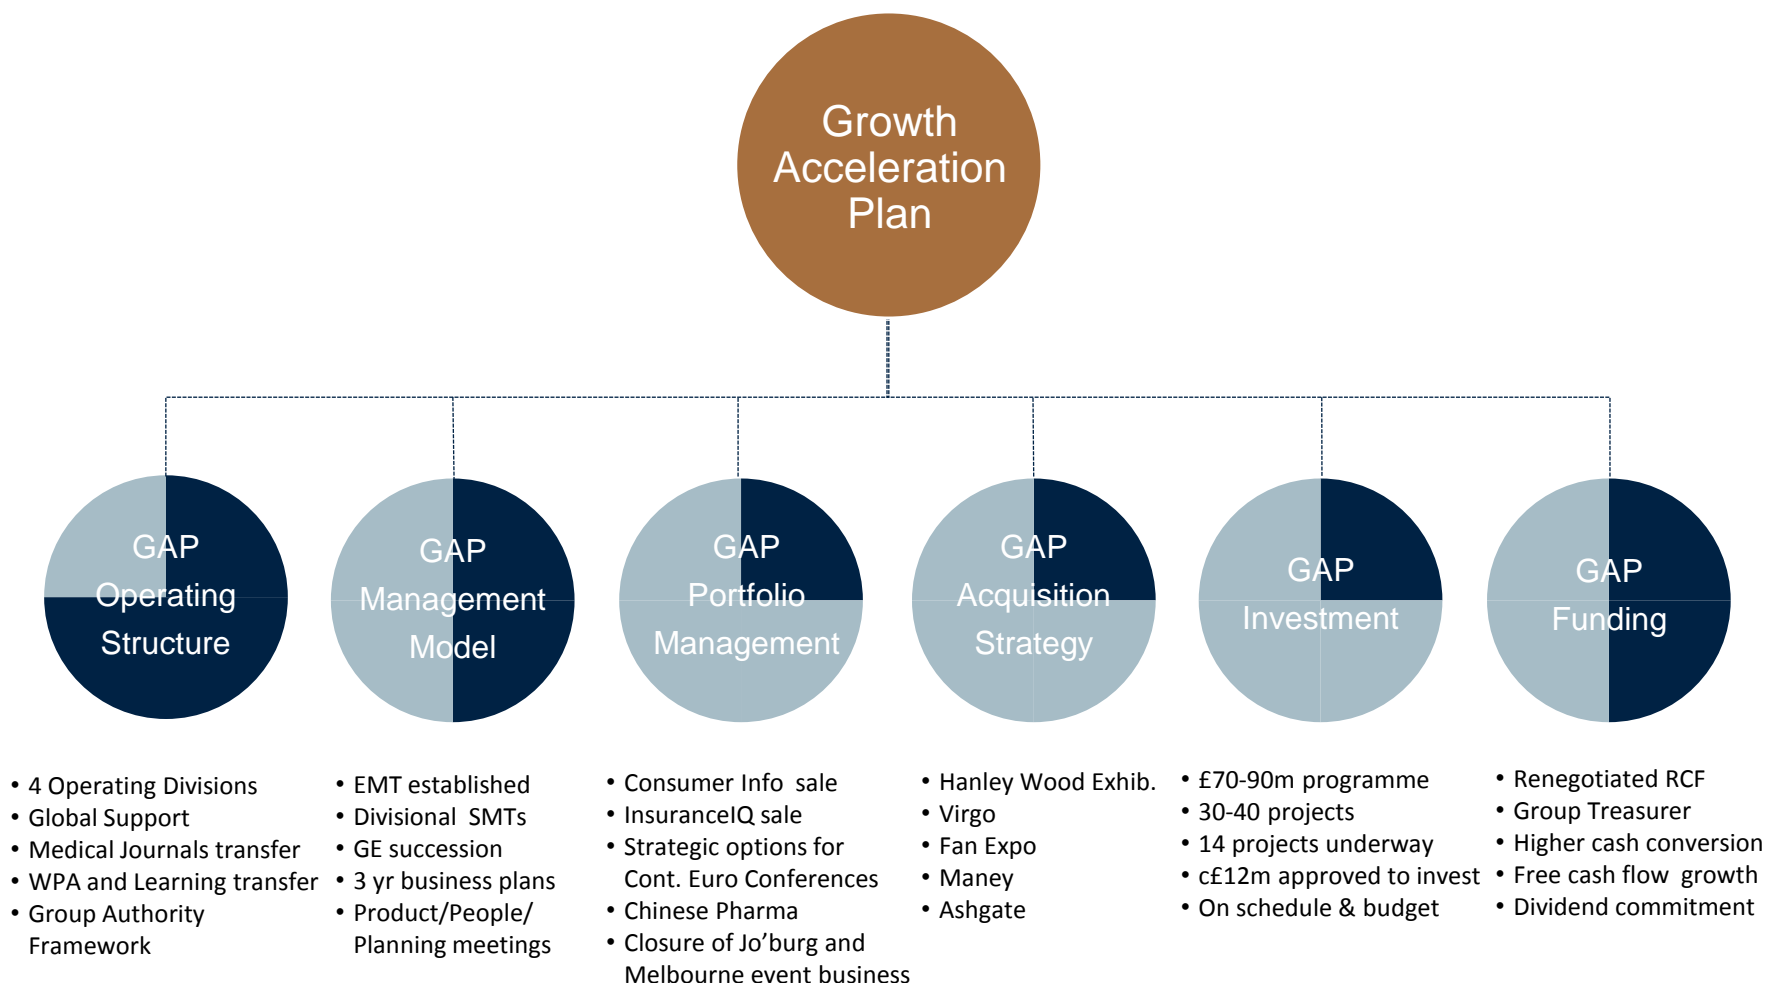 Growth
Acceleration
Plan
GAP
Operating
Structure
GAP
Management
Model
GAP
Portfolio
Management
GAP
Acquisition
Strategy
GAP
Investment
GAP
Funding
• 4 Operating Divisions
• Global Support
• Medical Journals transfer
• WPA and Learning transfer
• Group Authority
Framework
• EMT established
• Divisional SMTs
• GE succession
• 3 yr business plans
• Product/People/
Planning meetings
• Consumer Info sale
• InsuranceIQ sale
• Strategic options for
Cont. Euro Conferences
• Chinese Pharma
• Closure of Jo’burg and
Melbourne event business
• Hanley Wood Exhib.
• Virgo
• Fan Expo
• Maney
• Ashgate
• £70-90m programme
• 30-40 projects
• 14 projects underway
• c£12m approved to invest
• On schedule & budget
• Renegotiated RCF
• Group Treasurer
• Higher cash conversion
• Free cash flow growth
• Dividend commitment